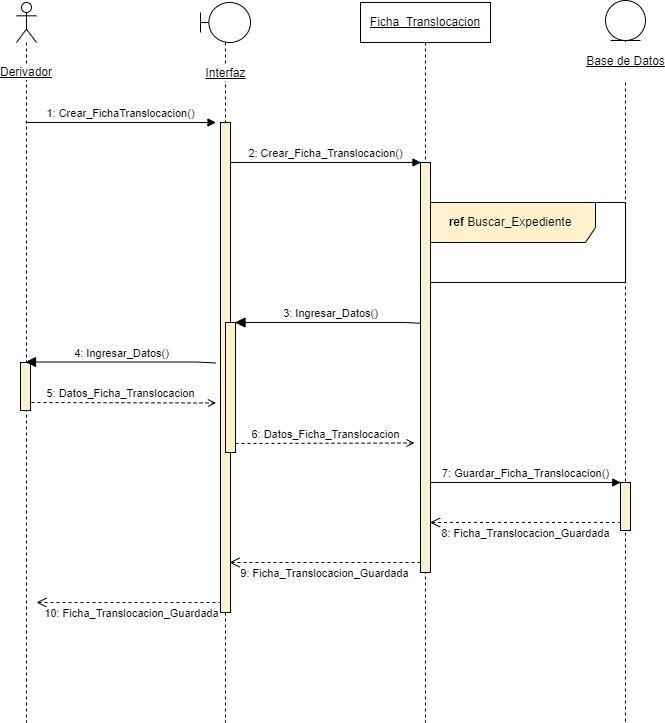 Ficha_Translocacion
Derivador
Interfaz
Base de Datos
1: Crear_FichaTranslocacion()
2: Crear_Ficha_Translocacion()
ref Buscar_Expediente
3: Ingresar_Datos()
4: Ingresar_Datos()
5: Datos_Ficha_Translocacion
6: Datos_Ficha_Translocacion
7: Guardar_Ficha_Translocacion()
8: Ficha_Translocacion_Guardada
9: Ficha_Translocacion_Guardada
10: Ficha_Translocacion_Guardada